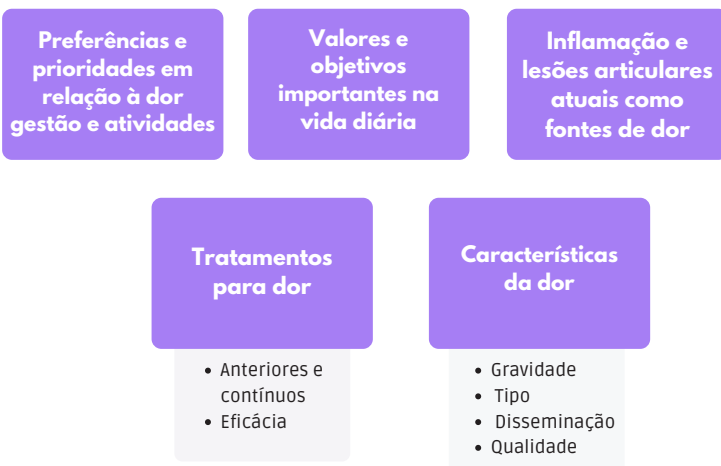 Preferências e
prioridades em
relação à dor
gestão e atividades
Valores e
objetivos
importantes na
vida diária
Inflamação e
lesões articulares
atuais como
fontes de dor
Tratamentos
para dor
• Anteriores e
contínuos
• Eficácia
Características
da dor
• Gravidade
• Tipo
• Disseminação
• Qualidade